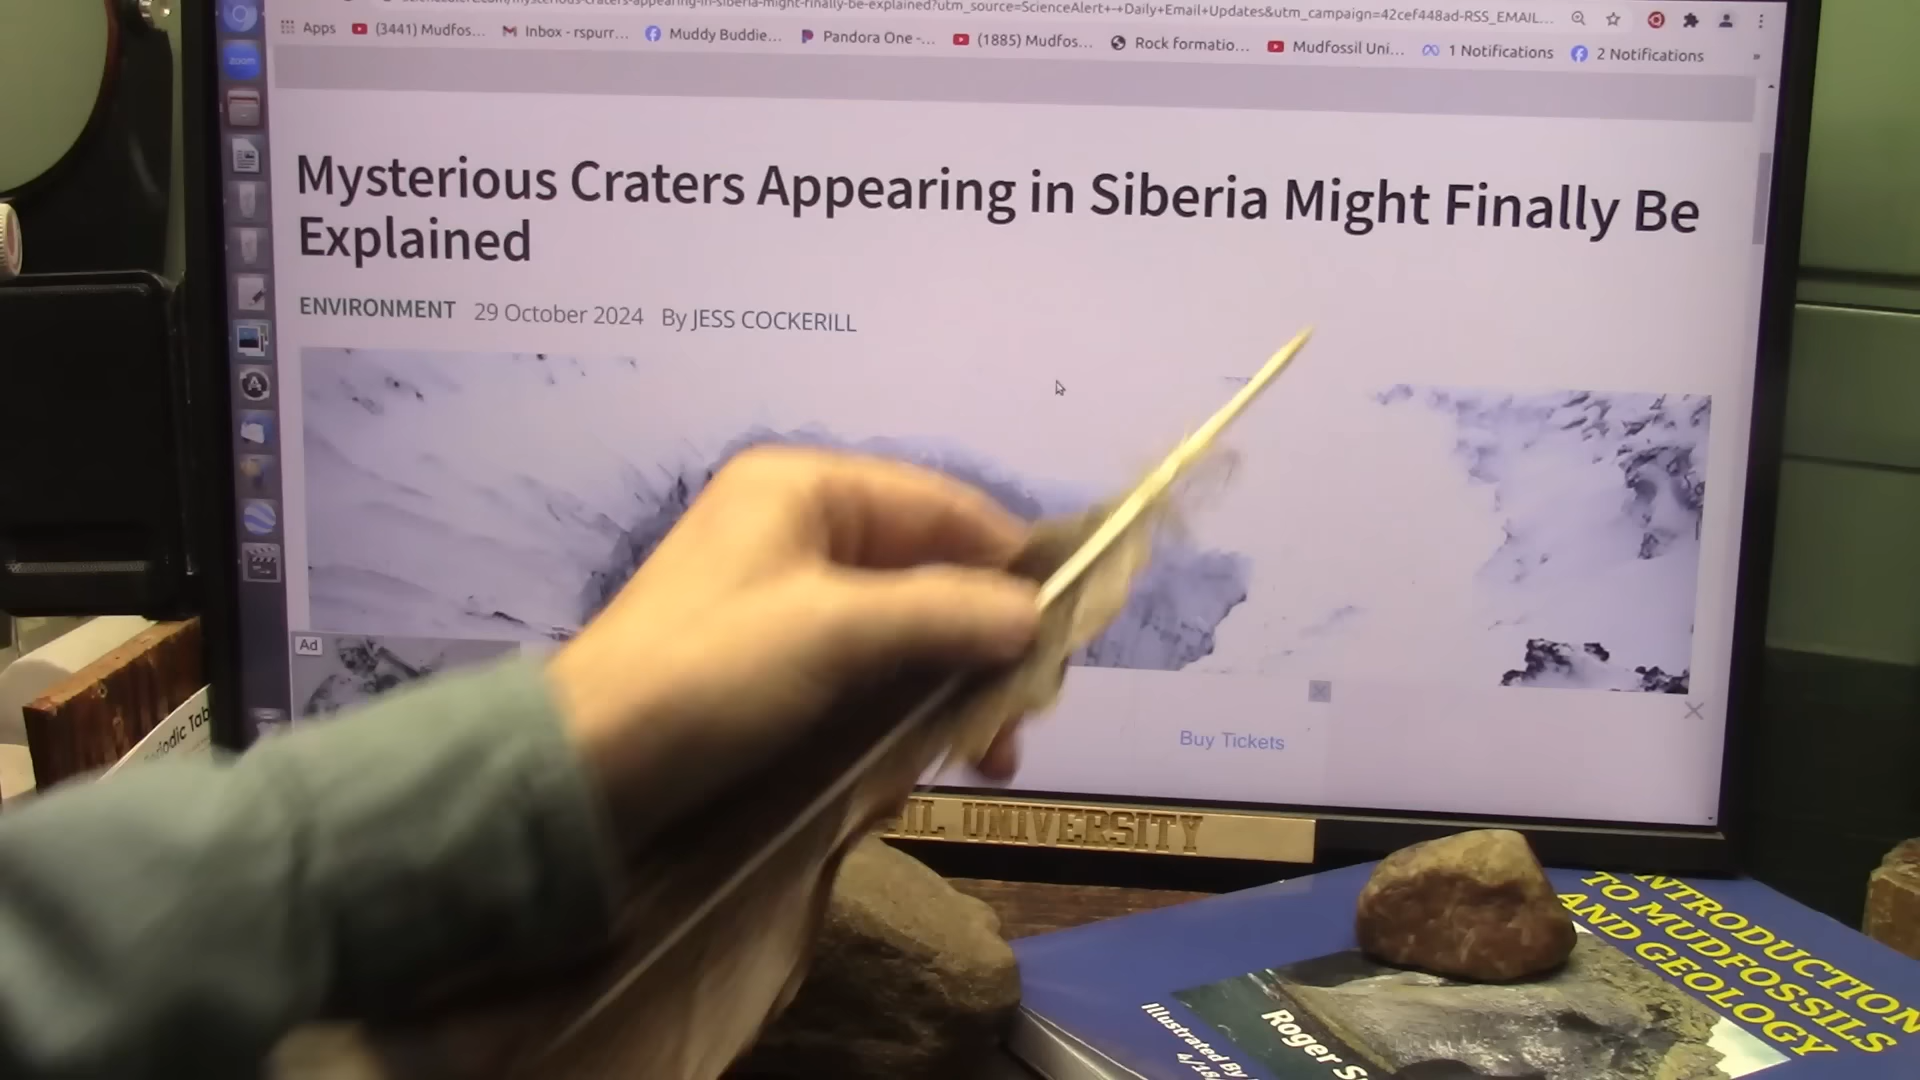 Apps
(3441) Mudfos...
Inbox - rspurr...
Muddy Buddie...
Pandora One -...
(1885) Mudfos...
Rock formatio...
Mudfossil Uni...
1 Notifications
2 Notifications
zoom
Mysterious Craters Appearing in Siberia Might Finally Be
Explained
ENVIRONMENT 29 October 2024 By JESS COCKERILL
Ad
Buy Tickets
UNIVERSITY
NTRODUCTION
TO MUDFOSSILS
AND GEOLOGY
Illustrated By
Roger S